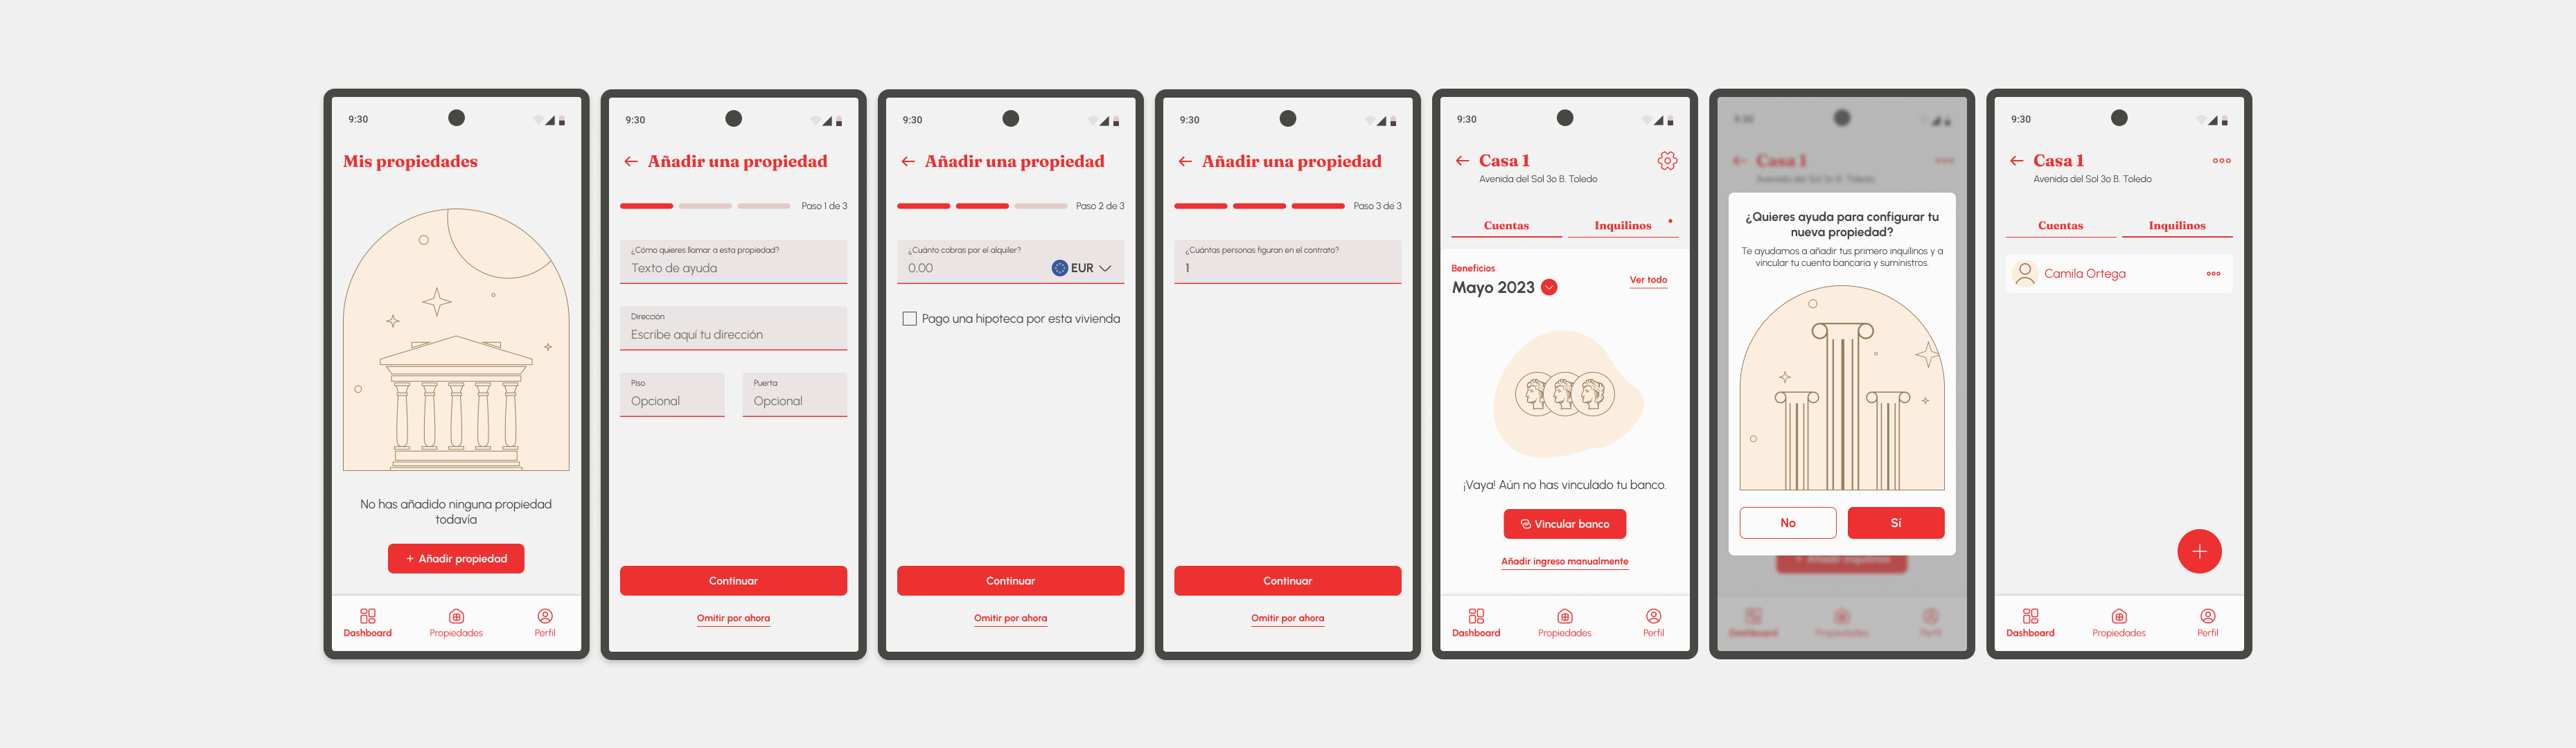 9:30
Mis propiedades
No has añadido ninguna propiedad
todavía
+ Añadir propiedad
Dashboard
Propiedades
Perfil
9:30
Añadir una propiedad
Paso 1 de 3
¿Cómo quieres llamar a esta propiedad?
Texto de ayuda
Dirección
Escribe aquí tu dirección
Piso
Opcional
Puerta
Opcional
Continuar
Omitir por ahora
9:30
Añadir una propiedad
Paso 2 de 3
¿Cuánto cobras por el alquiler?
0,00
EUR
Pago una hipoteca por esta vivienda
Continuar
Omitir por ahora
9:30
Añadir una propiedad
Paso 3 de 3
¿Cuántas personas figuran en el contrato?
1
Continuar
Omitir por ahora
9:30
Casa 1
Avenida del Sol 3o B. Toledo
Cuentas
Inquilinos
Beneficios
Mayo 2023
Ver todo
¡Vaya! Aún no has vinculado tu banco.
Vincular banco
Añadir ingreso manualmente
Dashboard
Propiedades
Perfil
9:30
Casa 1
Avenida del Sol 3o B. Toledo
¿Quieres ayuda para configurar tu
nueva propiedad?
Te ayudamos a añadir tus primero inquilinos y a
vincular tu cuenta bancaria y suministros.
No
Sí
+ Añadir inquilinos
Dashboard
Propiedades
Perfil
9:30
Casa 1
Avenida del Sol 3o B. Toledo
Cuentas
Inquilinos
Camila Ortega
Dashboard
Propiedades
Perfil